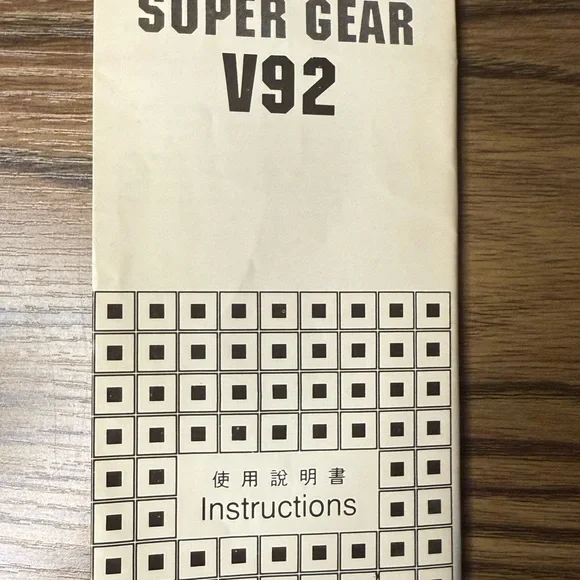 SUPER GEAR
V92
使用說明書
Instructions